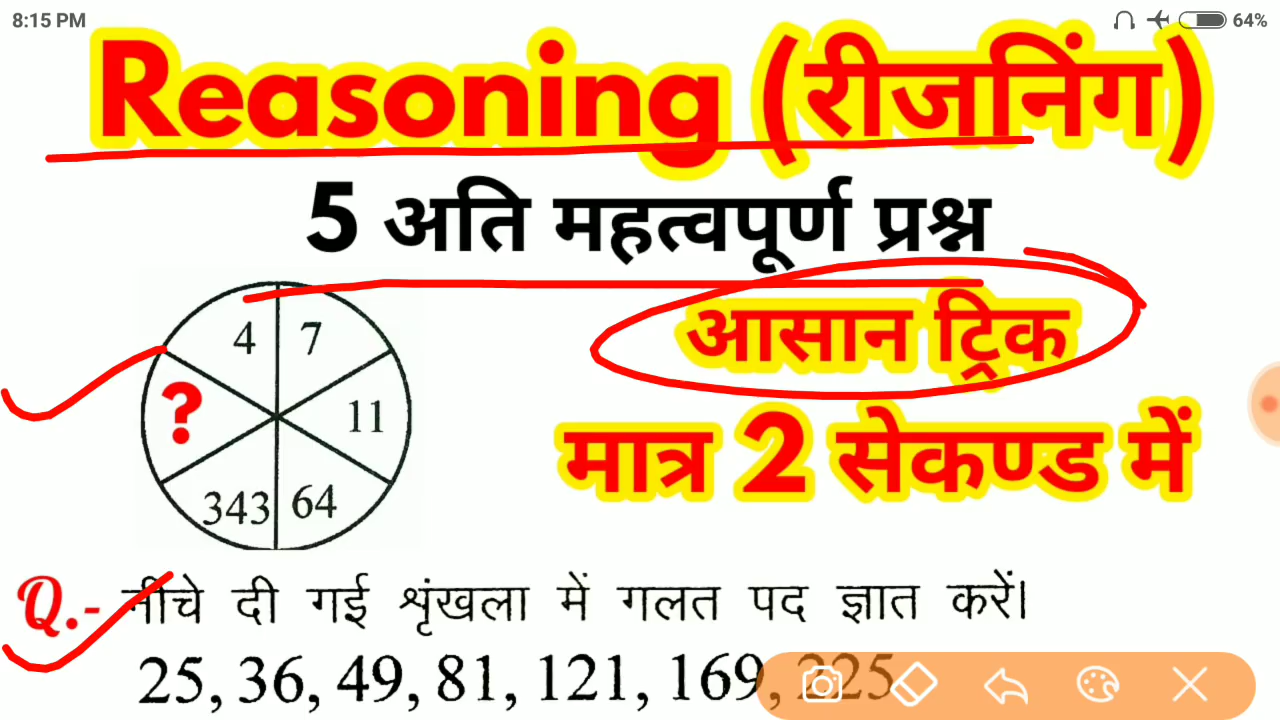 8:15 PM 64%
Reasoning (रीजनिंग)
5 अति महत्वपूर्ण प्रश्न
आसान ट्रिक
मात्र 2 सेकण्ड में
4 7
? 11
343 64
Q.- नीचे दी गई शृंखला में गलत पद ज्ञात करें।
25, 36, 49, 81, 121, 169, 225